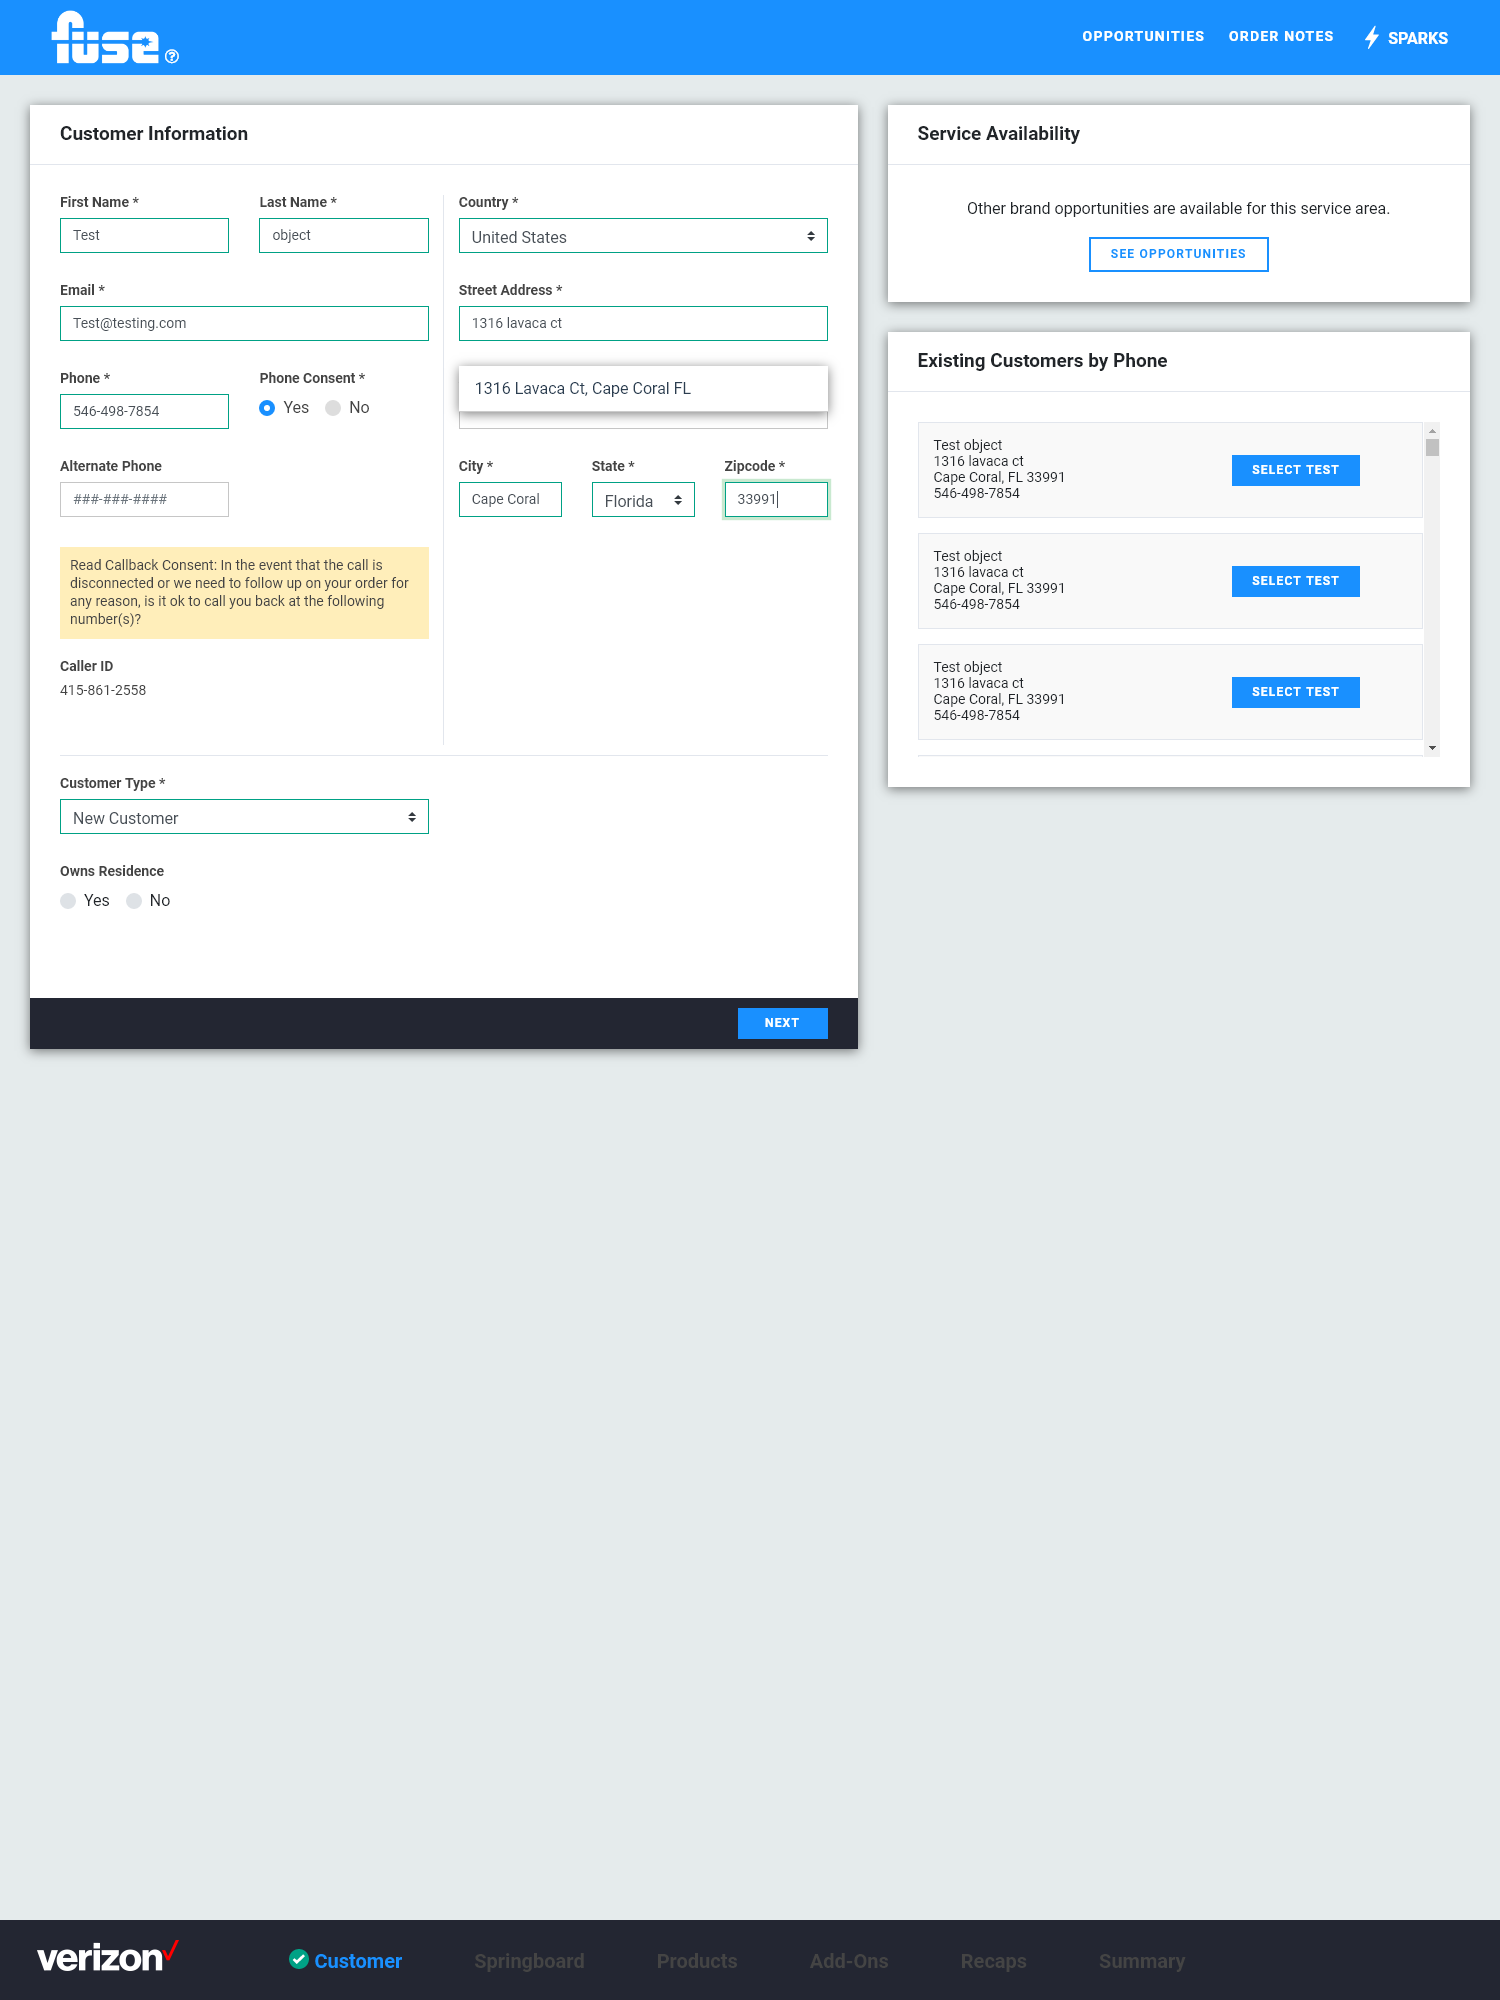 fuse ?
OPPORTUNITIES
ORDER NOTES
SPARKS
Customer Information
First Name *
Last Name *
Test
object
Email *
Test@testing.com
Phone *
Phone Consent *
546-498-7854
Yes
No
Alternate Phone
###-###-####
Read Callback Consent: In the event that the call is
disconnected or we need to follow up on your order for
any reason, is it ok to call you back at the following
number(s)?
Caller ID
415-861-2558
Country *
United States
Street Address *
1316 lavaca ct
1316 Lavaca Ct, Cape Coral FL
City *
State *
Zipcode *
Cape Coral
Florida
33991
Customer Type *
New Customer
Owns Residence
Yes
No
NEXT
Service Availability
Other brand opportunities are available for this service area.
SEE OPPORTUNITIES
Existing Customers by Phone
Test object
1316 lavaca ct
Cape Coral, FL 33991
546-498-7854
SELECT TEST
Test object
1316 lavaca ct
Cape Coral, FL 33991
546-498-7854
SELECT TEST
Test object
1316 lavaca ct
Cape Coral, FL 33991
546-498-7854
SELECT TEST
verizon
Customer
Springboard
Products
Add-Ons
Recaps
Summary